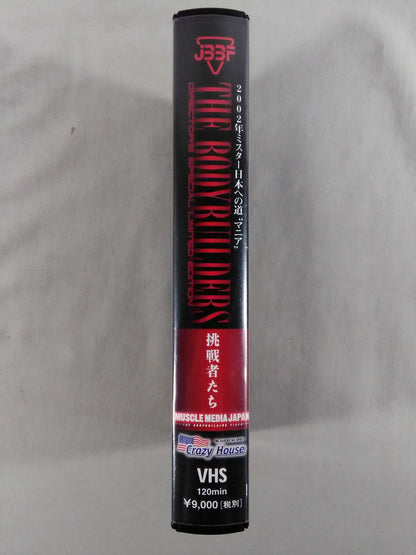 JBBF
2002年ミスター日本への道"マニア"
THE BODYBUILDERS
DIRECTOR'S SPECIAL LIMITED EDITION
挑戦者たち
MUSCLE MEDIA JAPAN
Crazy House
VHS
120min
¥9,000［税別］